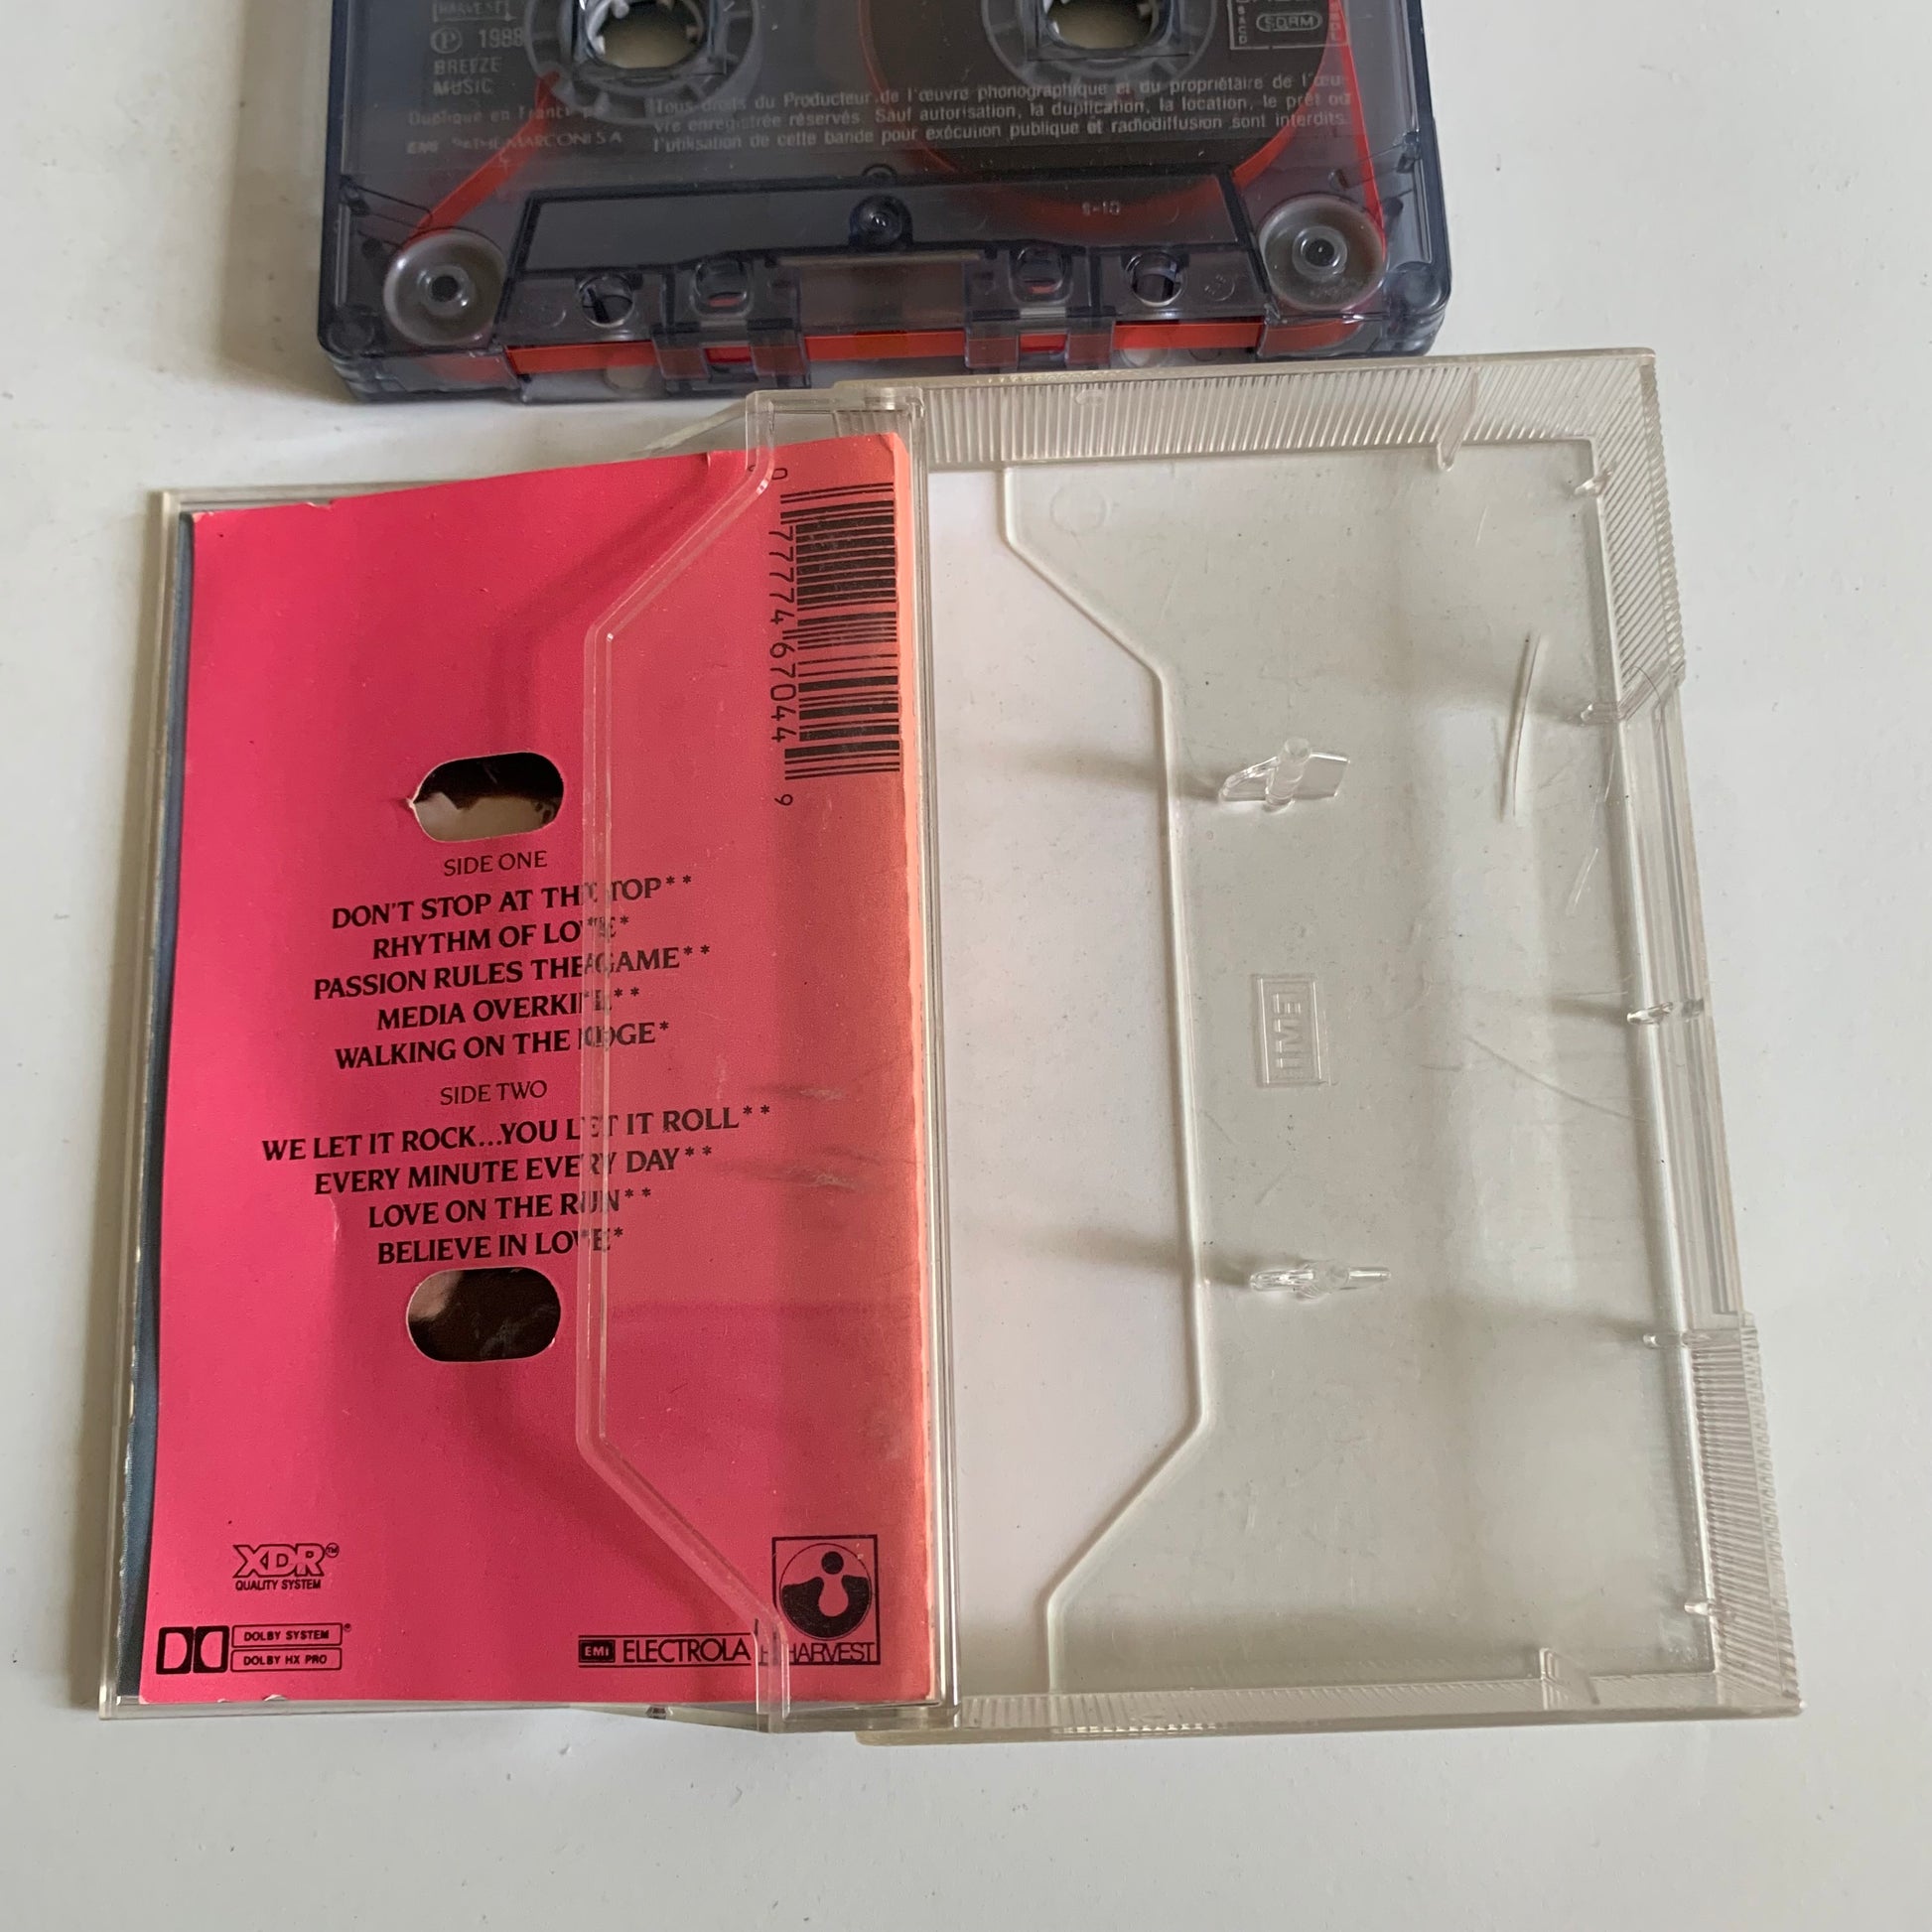 HARVEST
Ⓟ 1988
BREEZE
MUSIC
Dupliqué en France par
EMI PATHE MARCONI S A
SDRM
Tous droits du Producteur de l'œuvre phonographique et du propriétaire de l'œu-
vre enregistrée réservés. Sauf autorisation, la duplication, la location, le prêt ou
l'utilisation de cette bande pour exécution publique et radiodiffusion sont interdits.
0 77774 67044 9
SIDE ONE
DON'T STOP AT THE TOP**
RHYTHM OF LOVE*
PASSION RULES THE GAME**
MEDIA OVERKILL**
WALKING ON THE EDGE*
SIDE TWO
WE LET IT ROCK...YOU LET IT ROLL**
EVERY MINUTE EVERY DAY**
LOVE ON THE RUN**
BELIEVE IN LOVE*
XDR™
QUALITY SYSTEM
DOLBY SYSTEM®
DOLBY HX PRO
EMI ELECTROLA
HARVEST
EMI